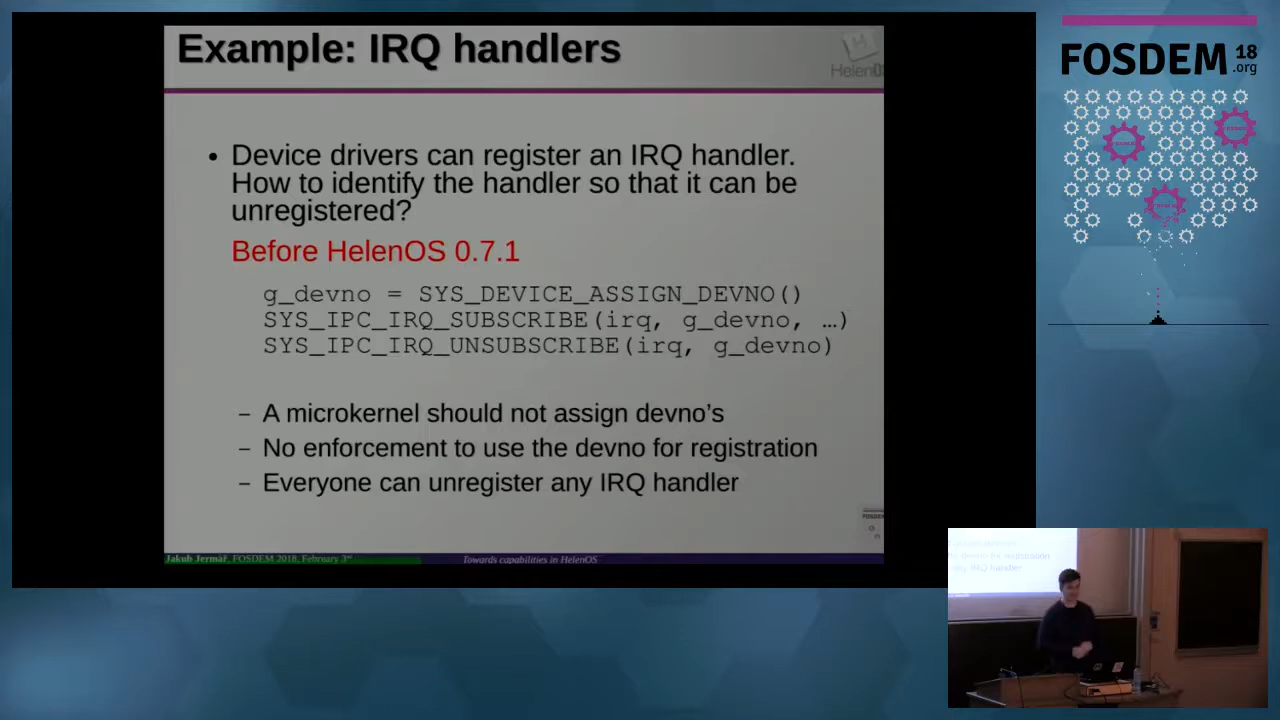 Example: IRQ handlers
HelenOS
• Device drivers can register an IRQ handler.
How to identify the handler so that it can be
unregistered?
Before HelenOS 0.7.1
g_devno = SYS_DEVICE_ASSIGN_DEVNO()
SYS_IPC_IRQ_SUBSCRIBE(irq, g_devno, …)
SYS_IPC_IRQ_UNSUBSCRIBE(irq, g_devno)
– A microkernel should not assign devno's
– No enforcement to use the devno for registration
– Everyone can unregister any IRQ handler
FOSDEM
Jakub Jermář, FOSDEM 2018, February 3rd
Towards capabilities in HelenOS
FOSDEM 18
.org